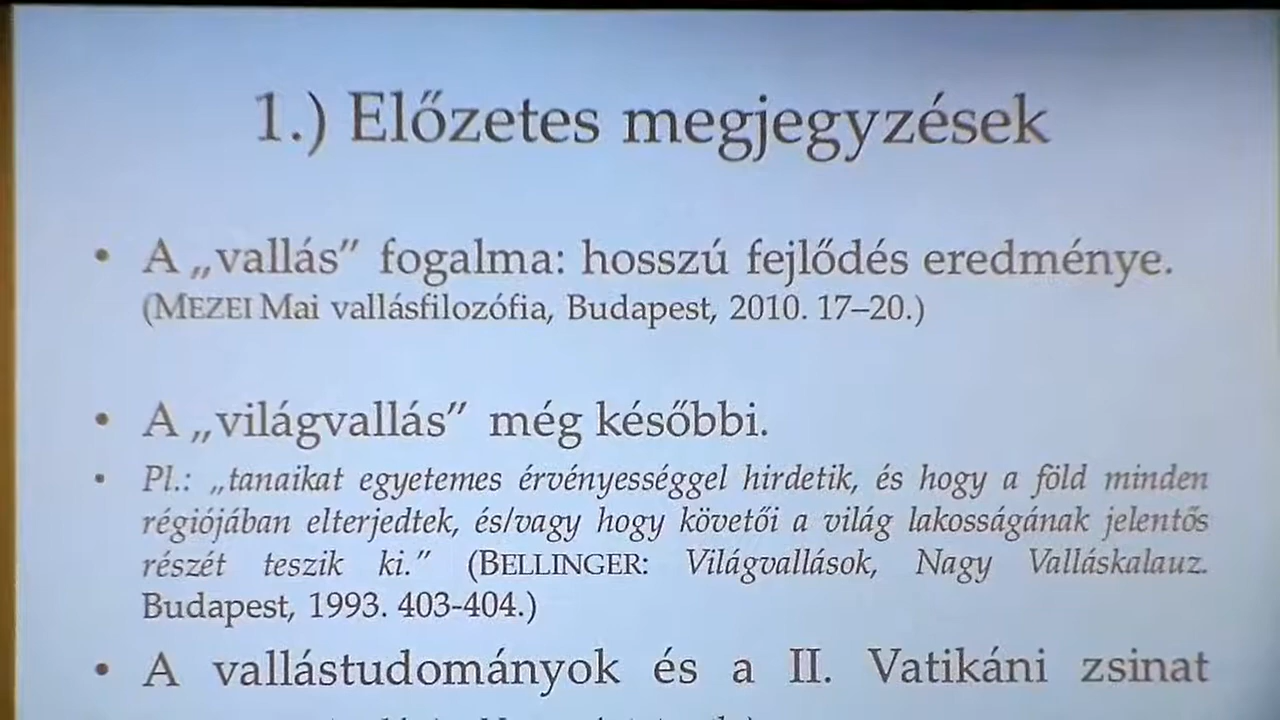 1.) Előzetes megjegyzések
• A „vallás” fogalma: hosszú fejlődés eredménye.
(MEZEI Mai vallásfilozófia, Budapest, 2010. 17–20.)
• A „világvallás” még későbbi.
• Pl.: „tanaikat egyetemes érvényességgel hirdetik, és hogy a föld minden
régiójában elterjedtek, és/vagy hogy követői a világ lakosságának jelentős
részét teszik ki.” (BELLINGER: Világvallások, Nagy Valláskalauz.
Budapest, 1993. 403-404.)
• A vallástudományok és a II. Vatikáni zsinat